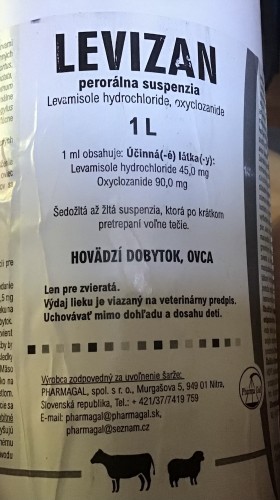 LEVIZAN
perorálna suspenzia
Levamisole hydrochloride, oxyclozanide
1 L
1 ml obsahuje: Účinná(-é) látka(-y):
Levamisole hydrochloride 45,0 mg
Oxyclozanide 90,0 mg
Šedožltá až žltá suspenzia, ktorá po krátkom
pretrepaní voľne tečie.
HOVÄDZÍ DOBYTOK, OVCA
Len pre zvieratá.
Výdaj lieku je viazaný na veterinárny predpis.
Uchovávať mimo dohľadu a dosahu detí.
Výrobca zodpovedný za uvoľnenie šarže:
PHARMAGAL, spol. s r. o., Murgašova 5, 949 01 Nitra,
Slovenská republika, Tel.: + 421/37/7419 759
E-mail: pharmagal@pharmagal.sk,
pharmagal@seznam.cz